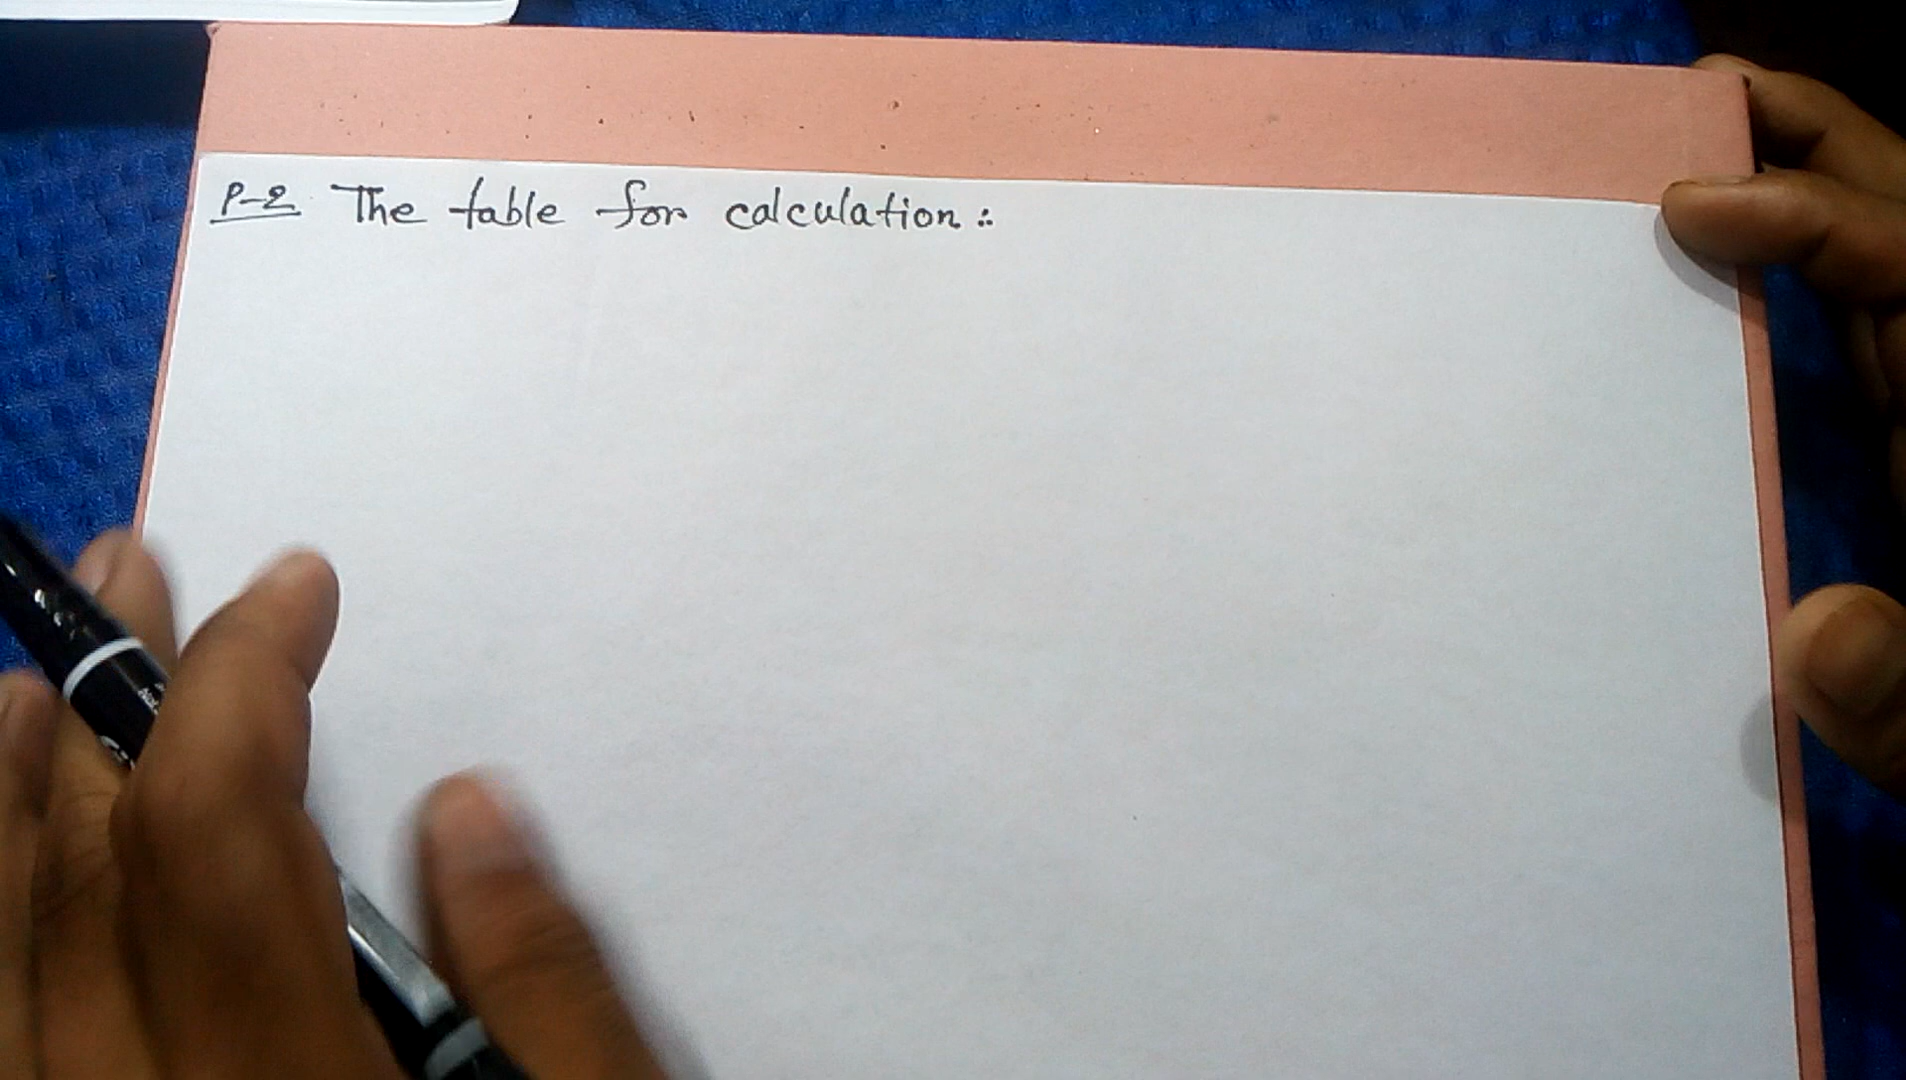 P-2 The table for calculation :.